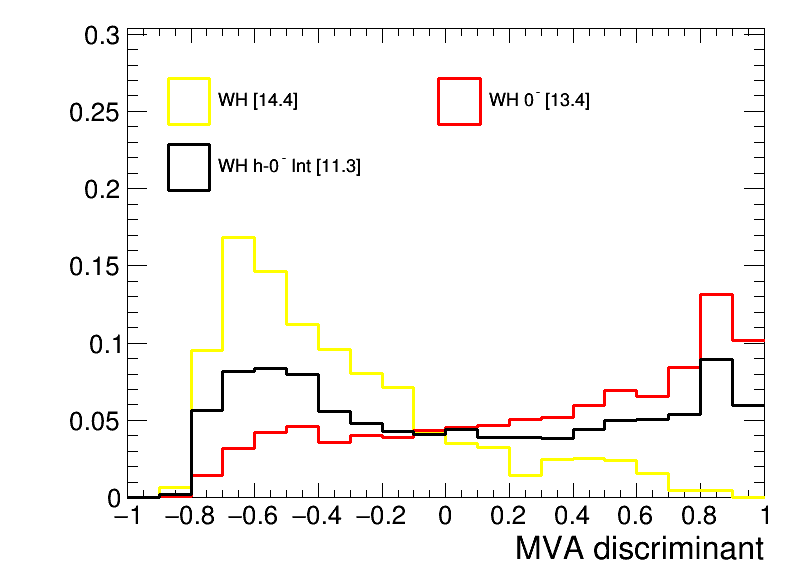 0.3
WH [14.4]
WH 0⁻ [13.4]
0.25
WH h-0⁻ Int [11.3]
0.2
0.15
0.1
0.05
0
−1 −0.8 −0.6 −0.4 −0.2 0 0.2 0.4 0.6 0.8 1
MVA discriminant